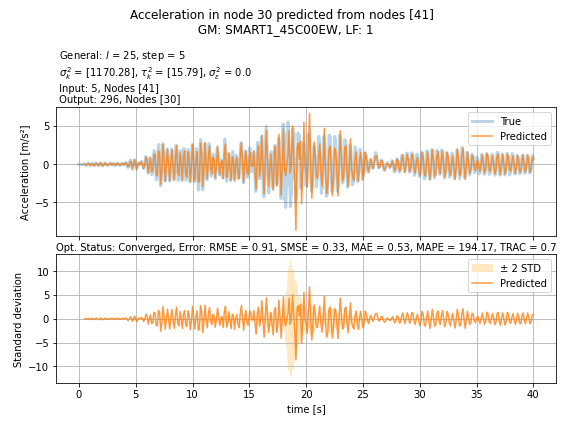 Acceleration in node 30 predicted from nodes [41]
GM: SMART1_45C00EW, LF: 1
General: l = 25, step = 5
σ²ₖ = [1170.28], τ²ₖ = [15.79], σ²ε = 0.0
Input: 5, Nodes [41]
Output: 296, Nodes [30]
Acceleration [m/s²]
5
0
−5
True
Predicted
Opt. Status: Converged, Error: RMSE = 0.91, SMSE = 0.33, MAE = 0.53, MAPE = 194.17, TRAC = 0.7
Standard deviation
10
5
0
−5
−10
± 2 STD
Predicted
0 5 10 15 20 25 30 35 40
time [s]